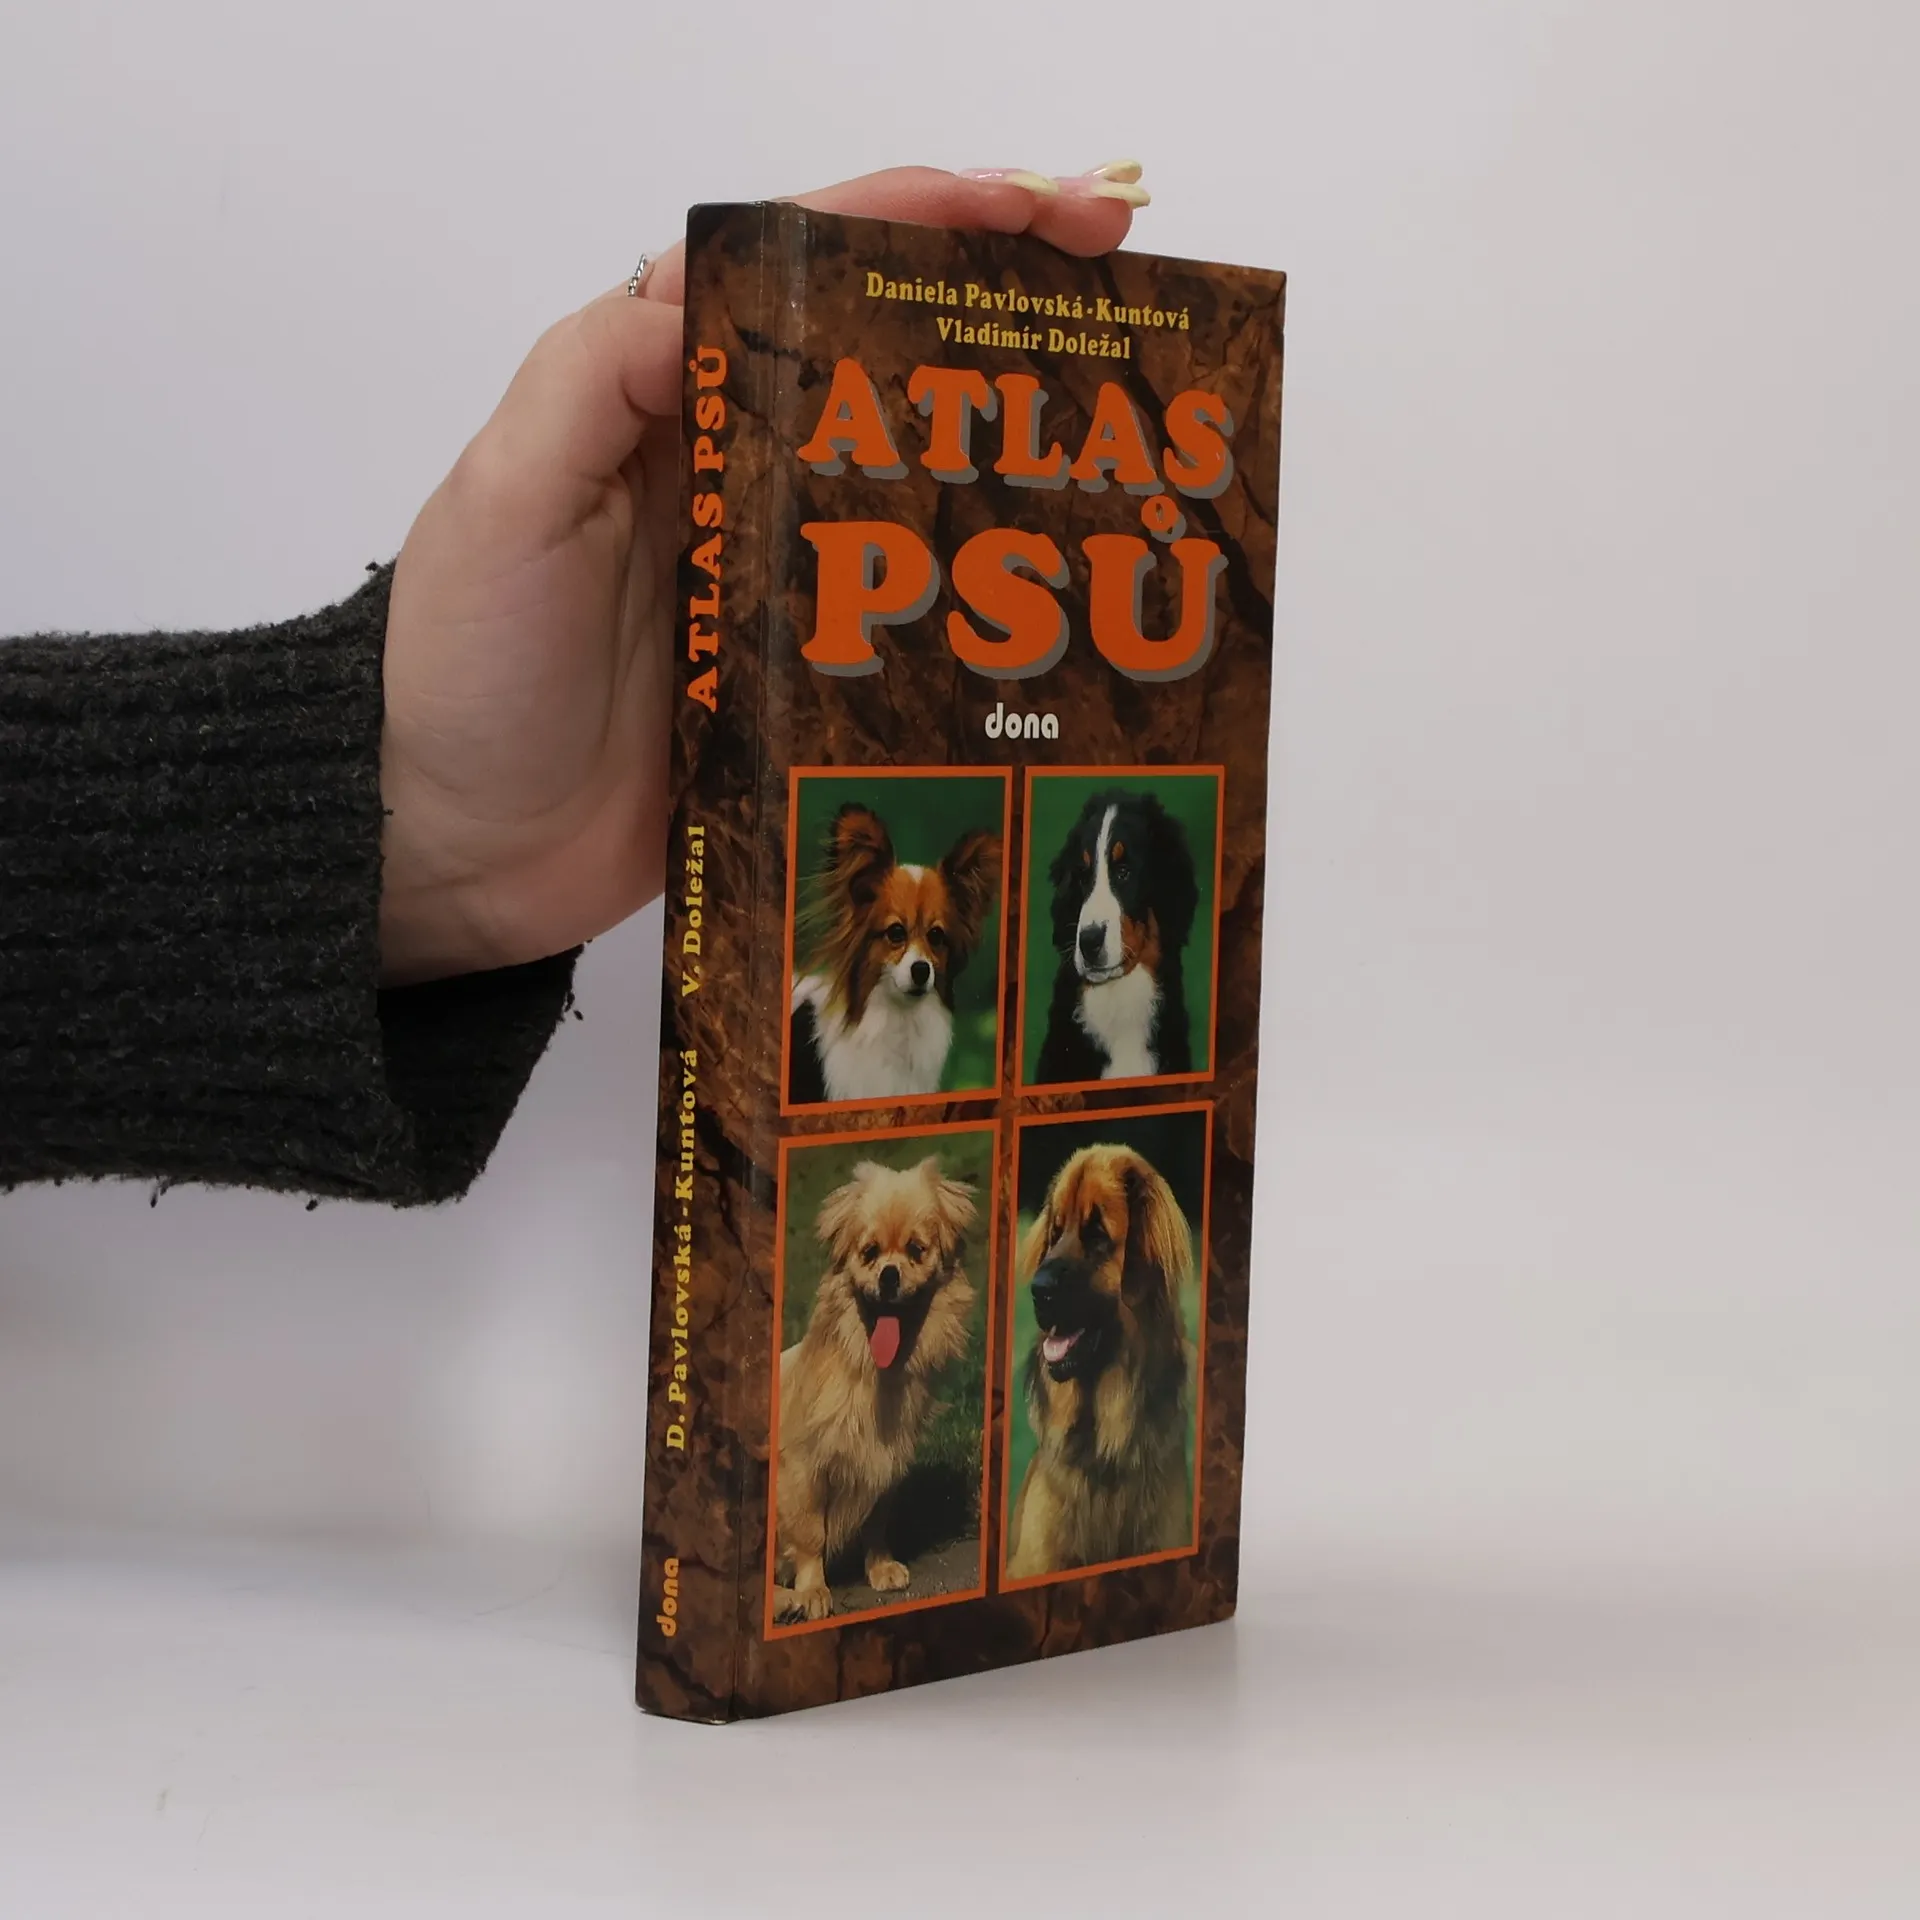 Daniela Pavlovská-Kuntová
Vladimír Doležal
ATLAS
PSŮ
dona
D. Pavlovská-Kuntová V. Doležal ATLAS PSŮ
dona